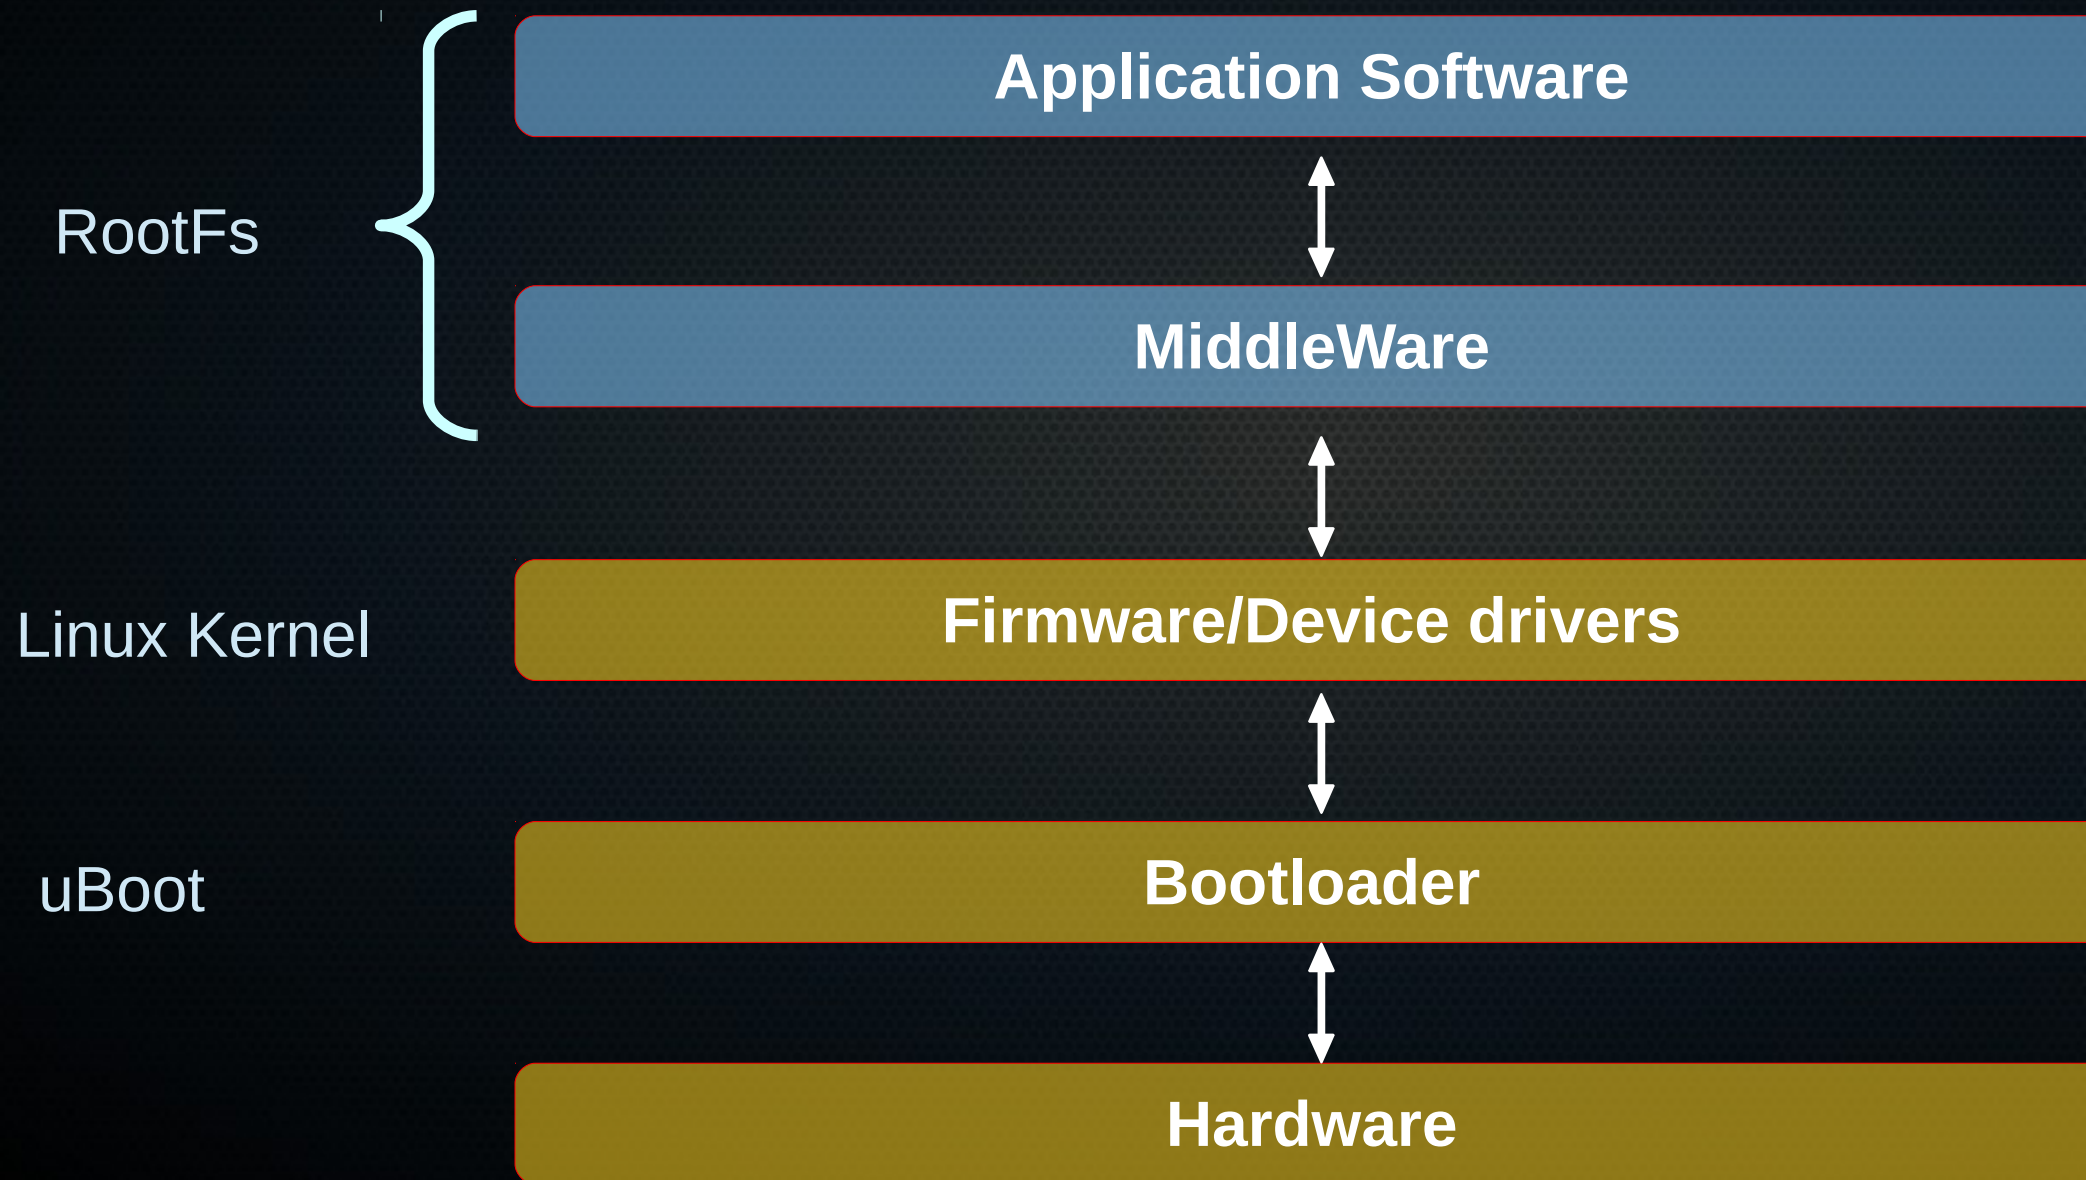 Application Software
RootFs
MiddleWare
Firmware/Device drivers
Linux Kernel
Bootloader
uBoot
Hardware